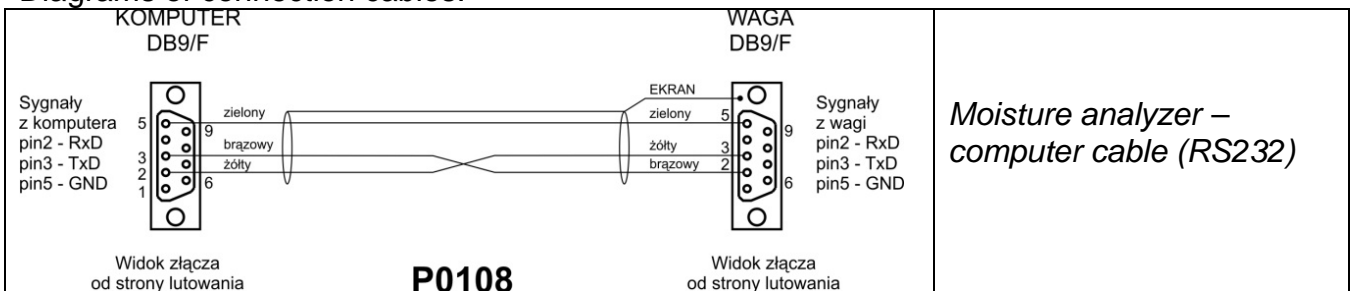 Diagrams of connection cables:
KOMPUTER
DB9/F
WAGA
DB9/F
Sygnały
z komputera
pin2 - RxD
pin3 - TxD
pin5 - GND
5
9
3
2
1
6
zielony
brązowy
żółty
EKRAN
zielony
żółty
brązowy
5
9
3
2
6
Sygnały
z wagi
pin2 - RxD
pin3 - TxD
pin5 - GND
Widok złącza
od strony lutowania
P0108
Widok złącza
od strony lutowania
Moisture analyzer –
computer cable (RS232)